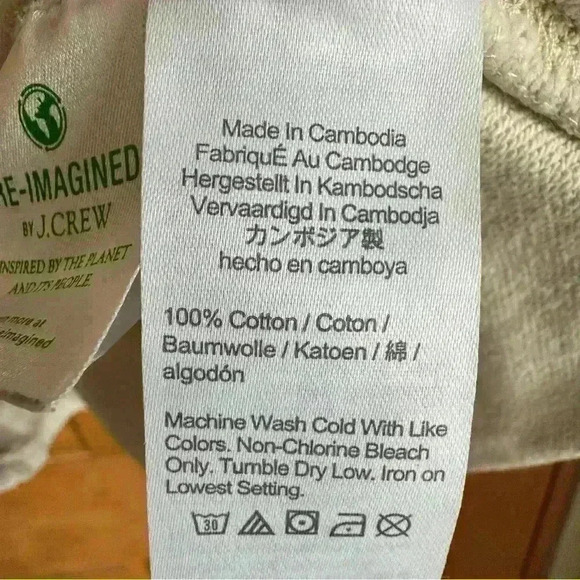 RE-IMAGINED
BY J.CREW
INSPIRED BY THE PLANET
AND ITS PEOPLE
more at
Made In Cambodia
FabriquÉ Au Cambodge
Hergestellt In Kambodscha
Vervaardigd In Cambodja
カンボジア製
hecho en camboya
100% Cotton / Coton /
Baumwolle / Katoen / 綿 /
algodón
Machine Wash Cold With Like
Colors. Non-Chlorine Bleach
Only. Tumble Dry Low. Iron on
Lowest Setting.
30